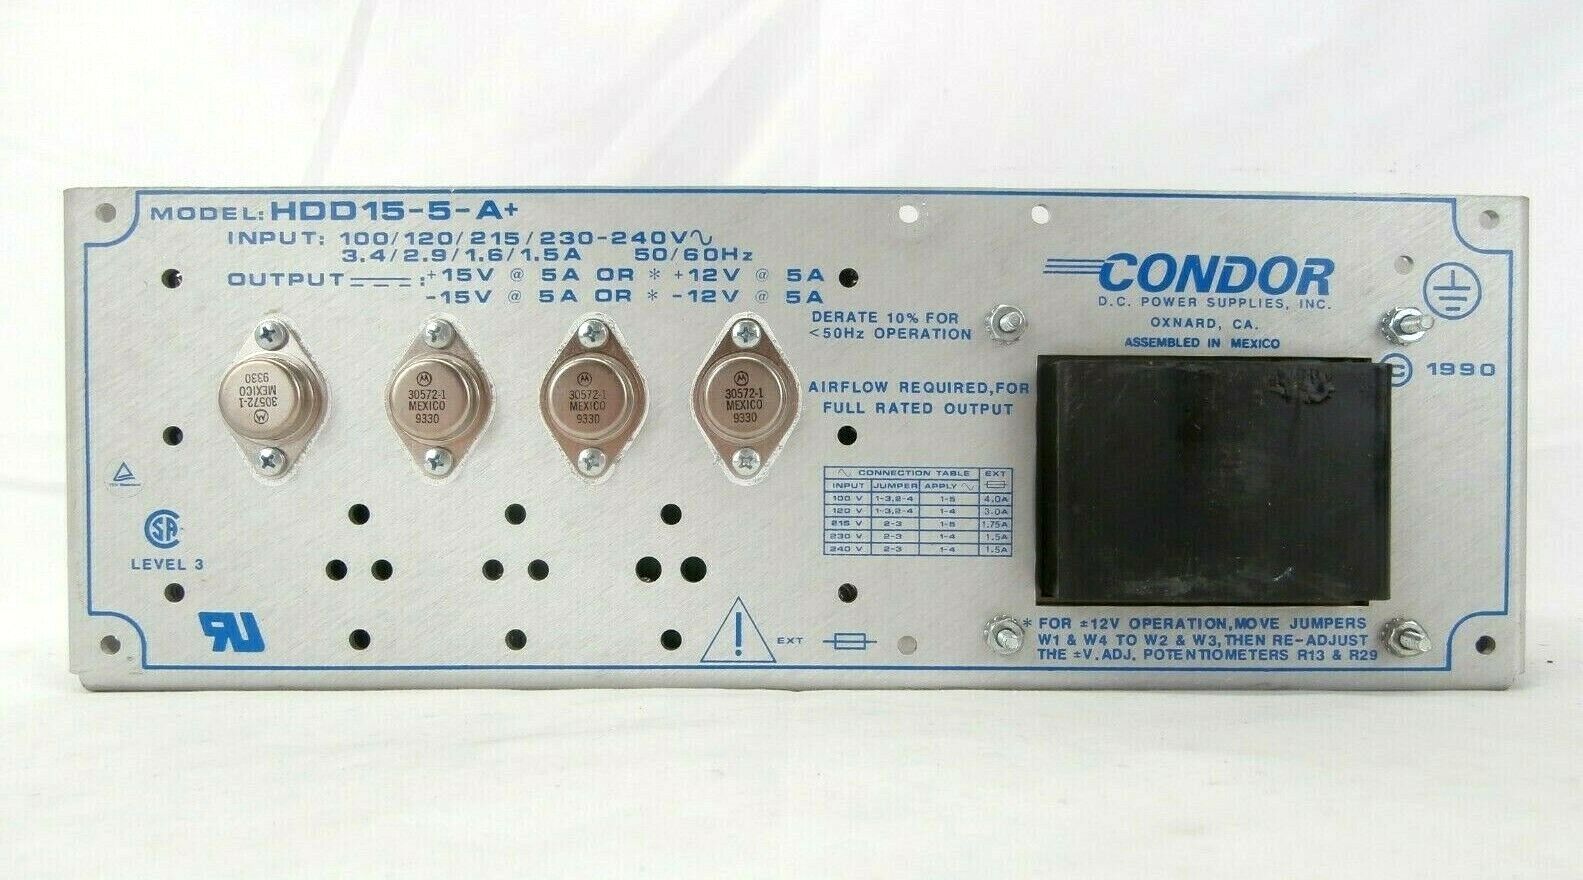 MODEL: HDD15-5-A+
INPUT: 100/120/215/230-240V∿
3.4/2.9/1.6/1.5A 50/60Hz
OUTPUT ⎓ : +15V @ 5A OR * +12V @ 5A
-15V @ 5A OR * -12V @ 5A
DERATE 10% FOR
<50Hz OPERATION
AIRFLOW REQUIRED, FOR
FULL RATED OUTPUT
CONDOR
D.C. POWER SUPPLIES, INC.
OXNARD, CA.
ASSEMBLED IN MEXICO
© 1990
30572-1
MEXICO
9330
30572-1
MEXICO
9330
30572-1
MEXICO
9330
30572-1
MEXICO
9330
∿ CONNECTION TABLE EXT
INPUT JUMPER APPLY ∿
100 V 1-3,2-4 1-5 4.0A
120 V 1-3,2-4 1-4 3.0A
215 V 2-3 1-5 1.75A
230 V 2-3 1-4 1.5A
240 V 2-3 1-4 1.5A
SA
LEVEL 3
RU
! EXT
* FOR ±12V OPERATION, MOVE JUMPERS
W1 & W4 TO W2 & W3, THEN RE-ADJUST
THE ±V. ADJ. POTENTIOMETERS R13 & R29